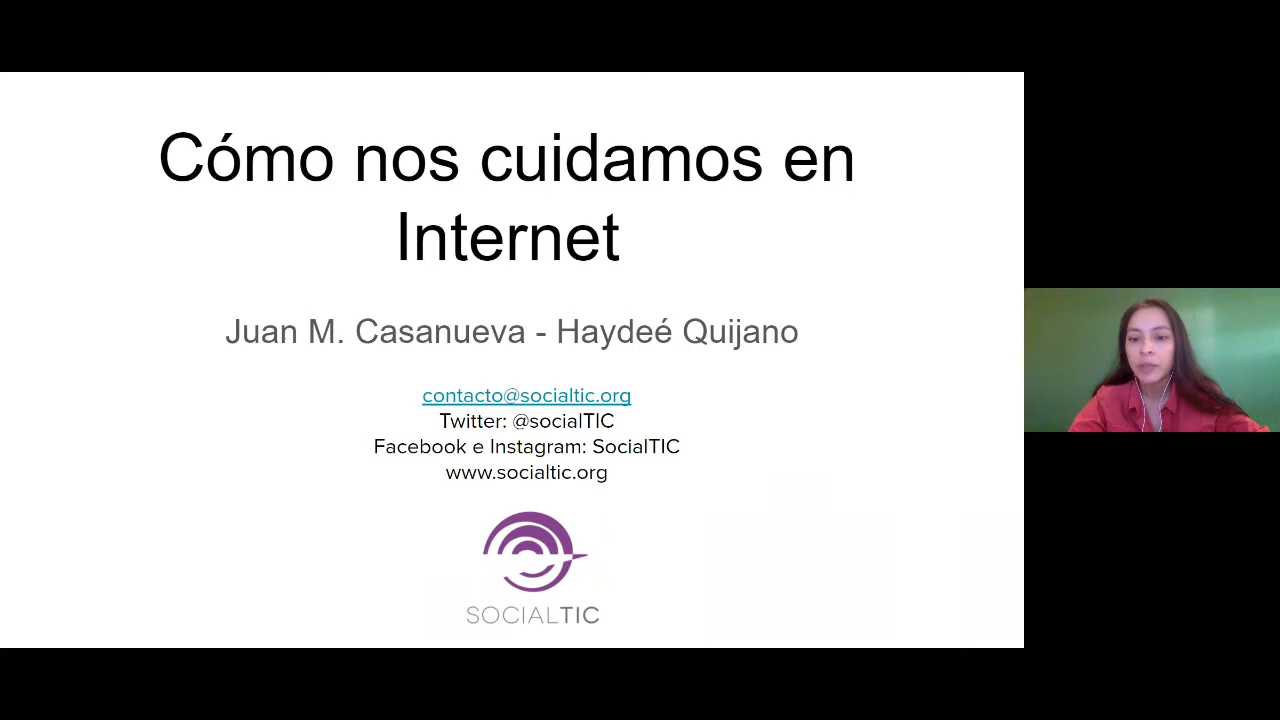 Cómo nos cuidamos en
Internet
Juan M. Casanueva - Haydeé Quijano
contacto@socialtic.org
Twitter: @socialTIC
Facebook e Instagram: SocialTIC
www.socialtic.org
SOCIALTIC